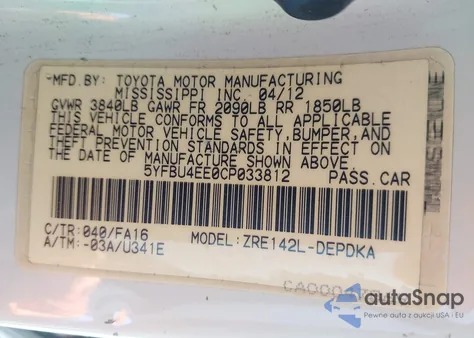 MFD.BY: TOYOTA MOTOR MANUFACTURING
MISSISSIPPI INC 04/12
GVWR 3840LB GAWR FR 2090LB RR 1850LB
THIS VEHICLE CONFORMS TO ALL APPLICABLE
FEDERAL MOTOR VEHICLE SAFETY,BUMPER,AND
THEFT PREVENTION STANDARDS IN EFFECT ON
THE DATE OF MANUFACTURE SHOWN ABOVE.
5YFBU4EE0CP033812 PASS.CAR
C/TR:040/FA16 MODEL:ZRE142L-DEPDKA
A/TM:-03A/U341E
autaSnap
Pewne auta z aukcji USA i EU